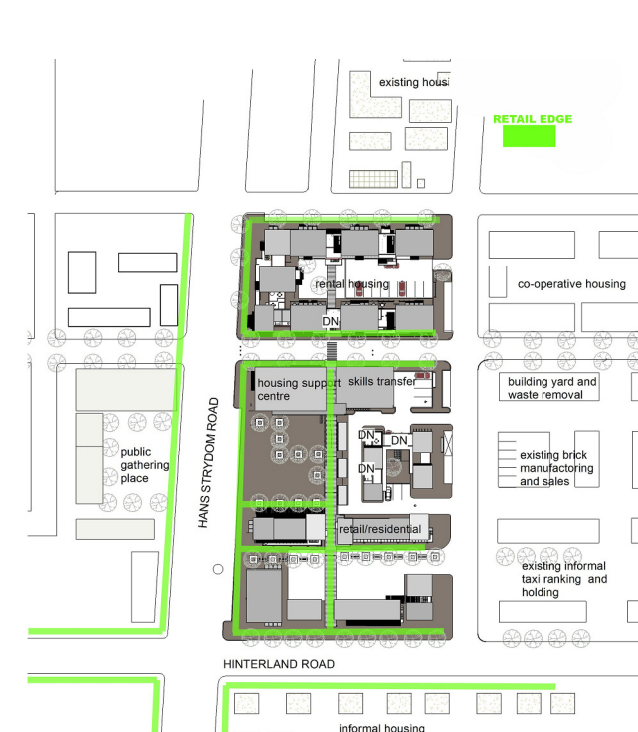 existing housi
RETAIL EDGE
rental housing
co-operative housing
DN
housing support
centre
skills transfer
building yard and
waste removal
HANS STRYDOM ROAD
public
gathering
place
DN
DN
DN
existing brick
manufactoring
and sales
retail/residential
existing informal
taxi ranking and
holding
HINTERLAND ROAD
informal housing